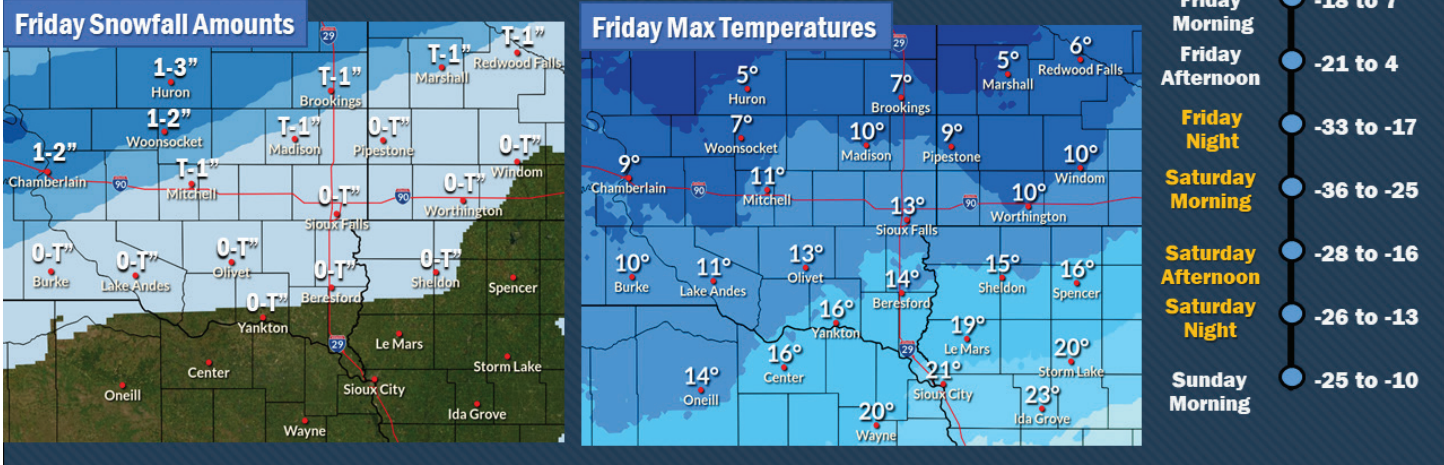 Friday Snowfall Amounts
29
T-1”
Redwood Falls
T-1”
Marshall
1-3”
Huron
T-1”
Brookings
1-2”
Woonsocket
T-1”
Madison
0-T”
Pipestone
0-T”
Windom
1-2”
Chamberlain
90
T-1”
Mitchell
90
0-T”
Worthington
0-T”
Sioux Falls
0-T”
Burke
0-T”
Lake Andes
0-T”
Olivet
0-T”
Beresford
0-T”
Sheldon
Spencer
0-T”
Yankton
29
Le Mars
Storm Lake
Center
Oneill
Sioux City
Ida Grove
Wayne
Friday Max Temperatures
29
6°
Redwood Falls
5°
Marshall
5°
Huron
7°
Brookings
7°
Woonsocket
10°
Madison
9°
Pipestone
10°
Windom
9°
Chamberlain
90
11°
Mitchell
90
10°
Worthington
13°
Sioux Falls
10°
Burke
11°
Lake Andes
13°
Olivet
14°
Beresford
15°
Sheldon
16°
Spencer
16°
Yankton
29
19°
Le Mars
20°
Storm Lake
16°
Center
14°
Oneill
21°
Sioux City
23°
Ida Grove
20°
Wayne
Friday
Morning
-18 to 7
Friday
Afternoon
-21 to 4
Friday
Night
-33 to -17
Saturday
Morning
-36 to -25
Saturday
Afternoon
-28 to -16
Saturday
Night
-26 to -13
Sunday
Morning
-25 to -10